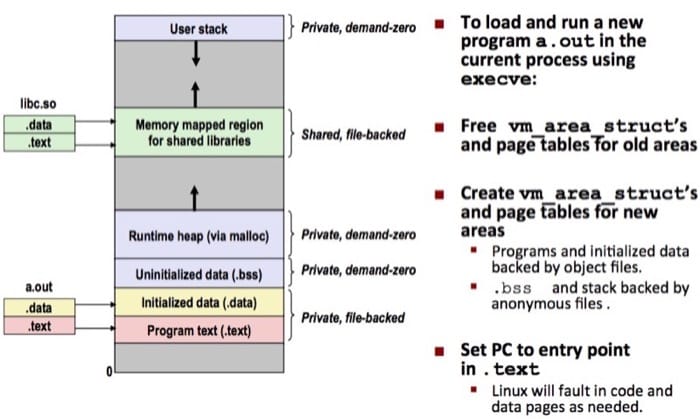 User stack
Private, demand-zero
libc.so
.data
.text
Memory mapped region
for shared libraries
Shared, file-backed
Runtime heap (via malloc)
Private, demand-zero
Uninitialized data (.bss)
Private, demand-zero
a.out
.data
.text
Initialized data (.data)
Program text (.text)
Private, file-backed
0
▪ To load and run a new
program a.out in the
current process using
execve:
▪ Free vm_area_struct’s
and page tables for old areas
▪ Create vm_area_struct’s
and page tables for new
areas
▪ Programs and initialized data
backed by object files.
▪ .bss and stack backed by
anonymous files .
▪ Set PC to entry point
in .text
▪ Linux will fault in code and
data pages as needed.